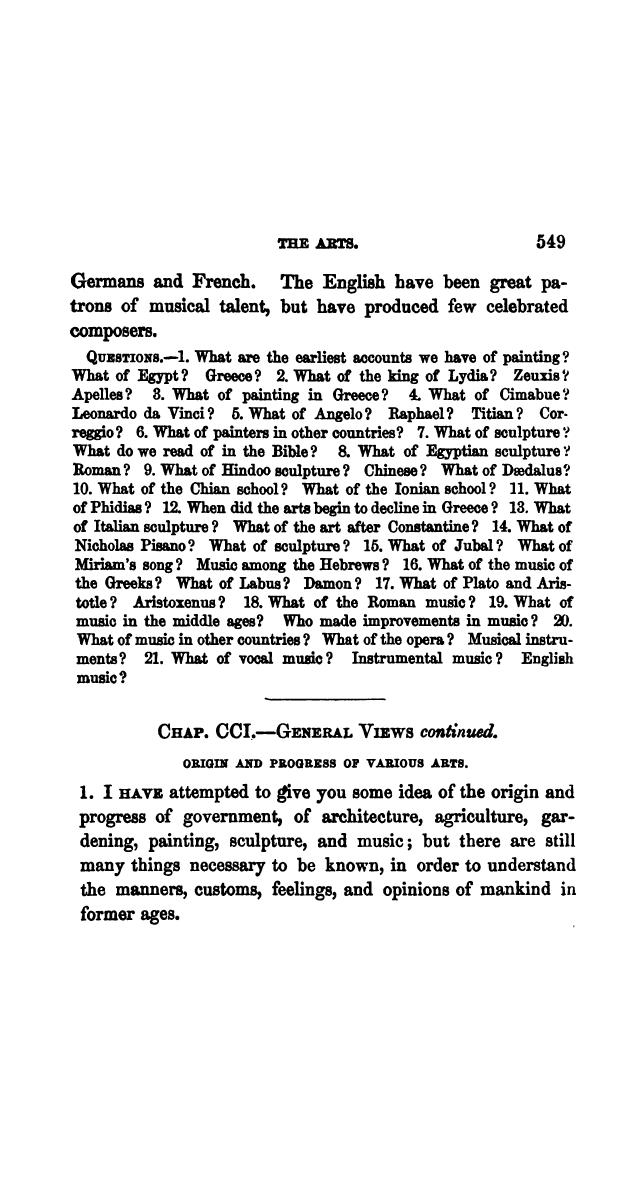 THE ARTS. 549
Germans and French. The English have been great pa-
trons of musical talent, but have produced few celebrated
composers.
QUESTIONS.—1. What are the earliest accounts we have of painting?
What of Egypt? Greece? 2. What of the king of Lydia? Zeuxis?
Apelles? 3. What of painting in Greece? 4. What of Cimabue?
Leonardo da Vinci? 5. What of Angelo? Raphael? Titian? Cor-
reggio? 6. What of painters in other countries? 7. What of sculpture?
What do we read of in the Bible? 8. What of Egyptian sculpture?
Roman? 9. What of Hindoo sculpture? Chinese? What of Dædalus?
10. What of the Chian school? What of the Ionian school? 11. What
of Phidias? 12. When did the arts begin to decline in Greece? 13. What
of Italian sculpture? What of the art after Constantine? 14. What of
Nicholas Pisano? What of sculpture? 15. What of Jubal? What of
Miriam's song? Music among the Hebrews? 16. What of the music of
the Greeks? What of Labus? Damon? 17. What of Plato and Aris-
totle? Aristoxenus? 18. What of the Roman music? 19. What of
music in the middle ages? Who made improvements in music? 20.
What of music in other countries? What of the opera? Musical instru-
ments? 21. What of vocal music? Instrumental music? English
music?
CHAP. CCI.—GENERAL VIEWS continued.
ORIGIN AND PROGRESS OF VARIOUS ARTS.
1. I HAVE attempted to give you some idea of the origin and
progress of government, of architecture, agriculture, gar-
dening, painting, sculpture, and music; but there are still
many things necessary to be known, in order to understand
the manners, customs, feelings, and opinions of mankind in
former ages.